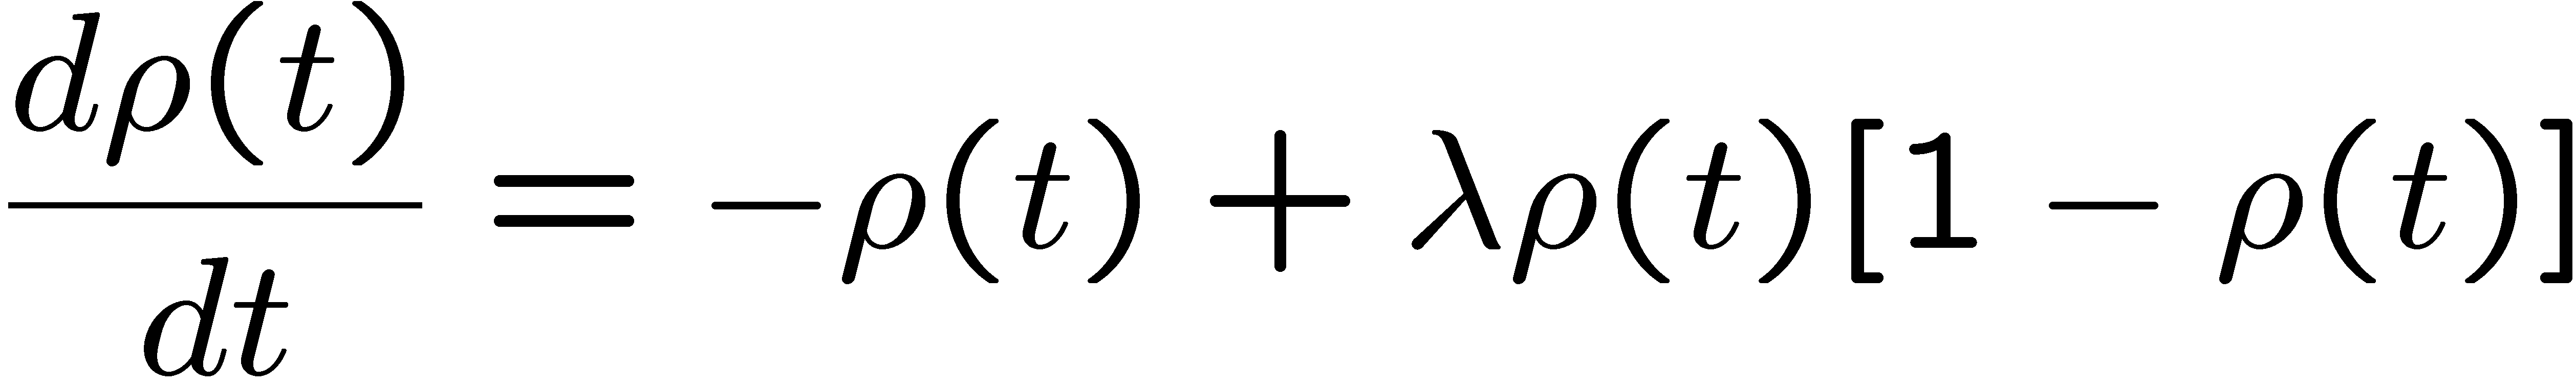 dρ(t)/dt = −ρ(t) + λρ(t)[1 − ρ(t)]